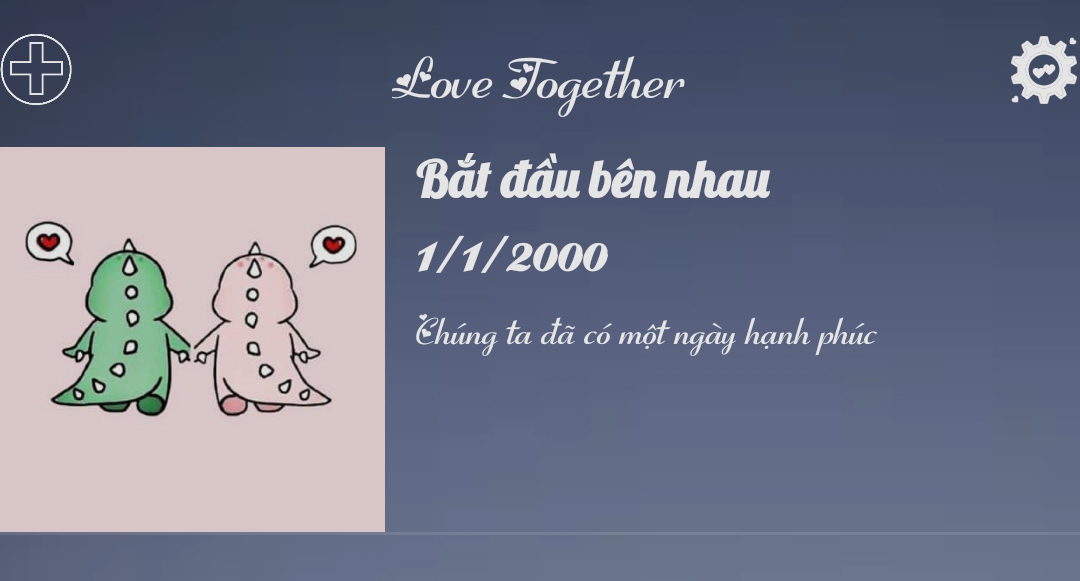 Love Together
Bắt đầu bên nhau
1/1/2000
Chúng ta đã có một ngày hạnh phúc